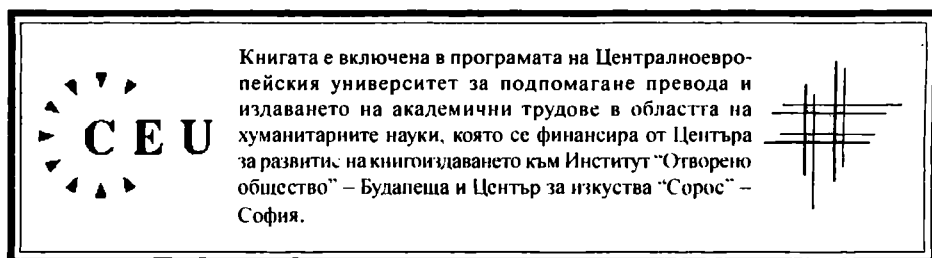 CEU
Книгата е включена в програмата на Централноевро-
пейския университет за подпомагане превода и
издаването на академични трудове в областта на
хуманитарните науки, която се финансира от Центъра
за развитие на книгоиздаването към Институт "Отворено
общество" – Будапеща и Център за изкуства "Сорос" –
София.